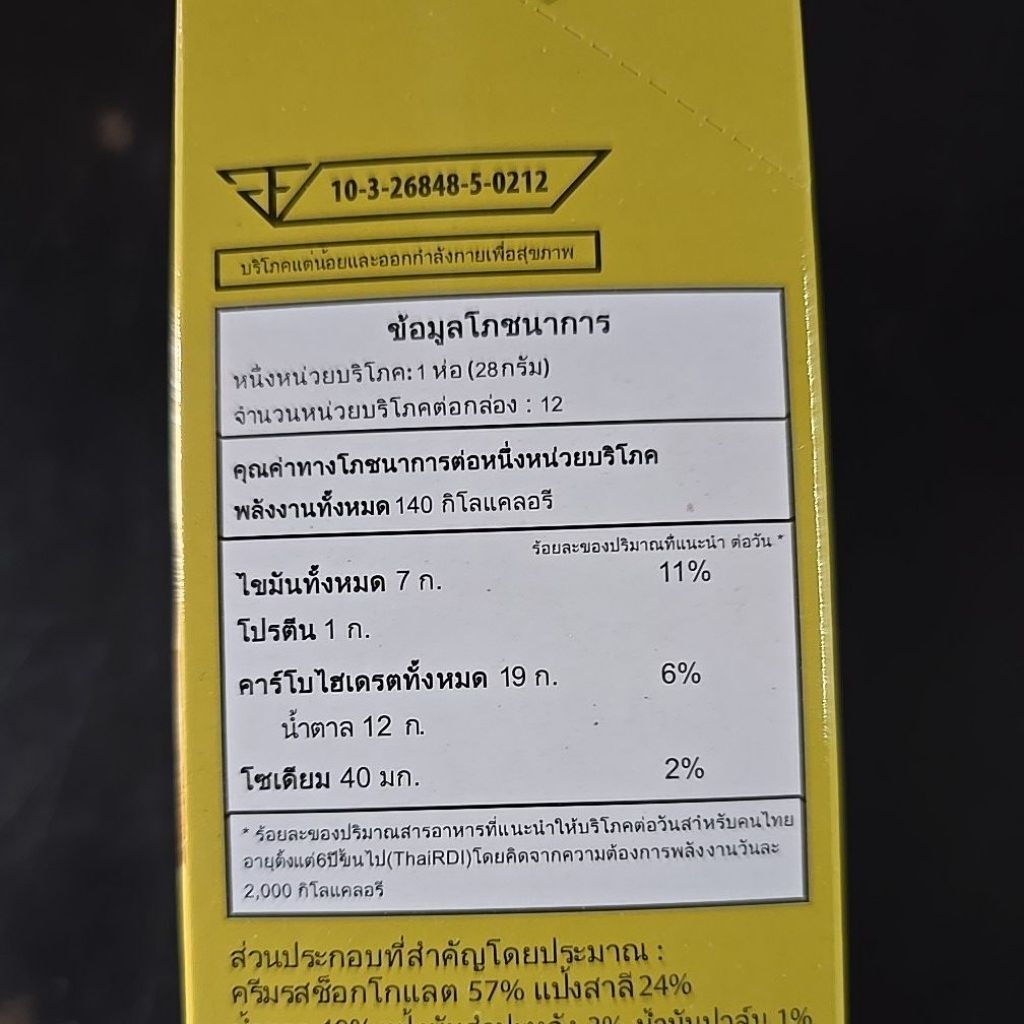 10-3-26848-5-0212
บริโภคแต่น้อยและออกกำลังกายเพื่อสุขภาพ
ข้อมูลโภชนาการ
หนึ่งหน่วยบริโภค: 1 ห่อ (28กรัม)
จำนวนหน่วยบริโภคต่อกล่อง : 12
คุณค่าทางโภชนาการต่อหนึ่งหน่วยบริโภค
พลังงานทั้งหมด 140 กิโลแคลอรี
ร้อยละของปริมาณที่แนะนำ ต่อวัน *
ไขมันทั้งหมด 7 ก. 11%
โปรตีน 1 ก.
คาร์โบไฮเดรตทั้งหมด 19 ก. 6%
น้ำตาล 12 ก.
โซเดียม 40 มก. 2%
* ร้อยละของปริมาณสารอาหารที่แนะนำให้บริโภคต่อวันสำหรับคนไทย
อายุตั้งแต่6ปีขึ้นไป(ThaiRDI)โดยคิดจากความต้องการพลังงานวันละ
2,000 กิโลแคลอรี
ส่วนประกอบที่สำคัญโดยประมาณ :
ครีมรสช็อกโกแลต 57% แป้งสาลี 24%
น้ำมันปาล์ม 1%